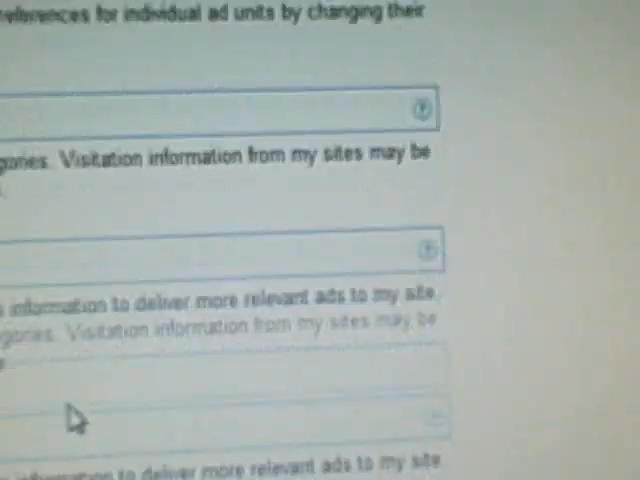 references for individual ad units by changing their
gories. Visitation information from my sites may be
information to deliver more relevant ads to my site
gories. Visitation information from my sites may be
information to deliver more relevant ads to my site